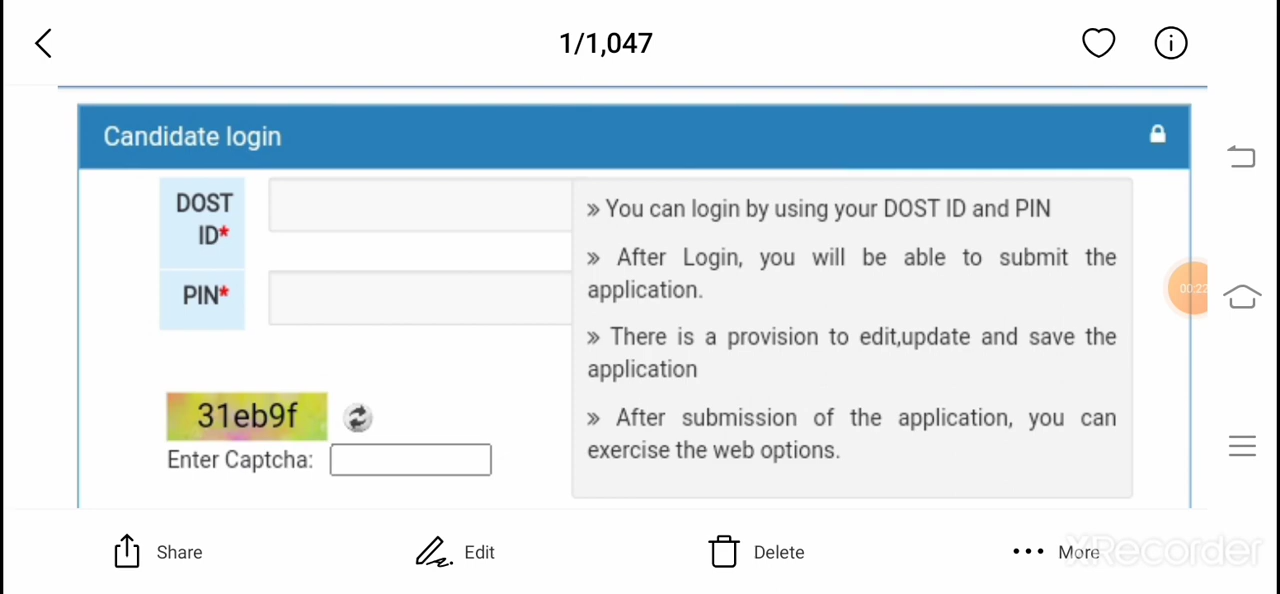 1/1,047
Candidate login
DOST
ID*
PIN*
31eb9f
Enter Captcha:
» You can login by using your DOST ID and PIN
» After Login, you will be able to submit the
application.
» There is a provision to edit,update and save the
application
» After submission of the application, you can
exercise the web options.
00:22
Share
Edit
Delete
More
XRecorder